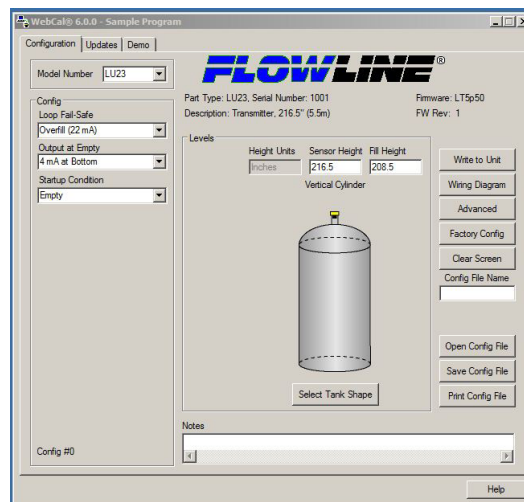 WebCal® 6.0.0 - Sample Program
Configuration Updates Demo
Model Number LU23
FLOWLINE®
Part Type: LU23, Serial Number: 1001
Firmware: LT5p50
Description: Transmitter, 216.5" (5.5m)
FW Rev: 1
Config
Loop Fail-Safe
Overfill (22 mA)
Output at Empty
4 mA at Bottom
Startup Condition
Empty
Config #0
Levels
Height Units Sensor Height Fill Height
Inches 216.5 208.5
Vertical Cylinder
Select Tank Shape
Write to Unit
Wiring Diagram
Advanced
Factory Config
Clear Screen
Config File Name
Open Config File
Save Config File
Print Config File
Notes
Help